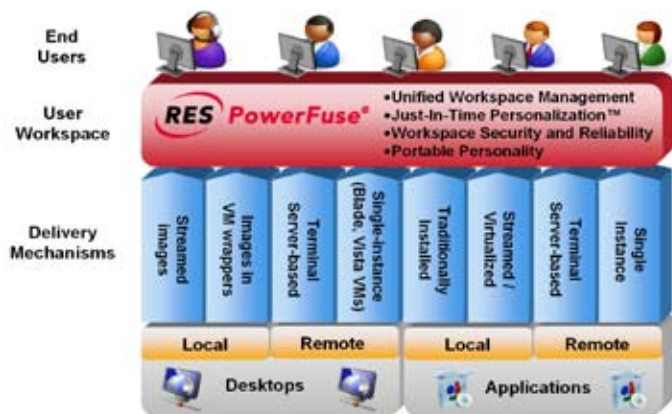 End
Users
User
Workspace
RES PowerFuse®
•Unified Workspace Management
•Just-In-Time Personalization™
•Workspace Security and Reliability
•Portable Personality
Delivery
Mechanisms
Streamed
images
Images in
VM wrappers
Terminal
Server-based
Single-instance
(Blade, Vista VMs)
Traditionally
Installed
Streamed /
Virtualized
Terminal
Server-based
Single
Instance
Local
Remote
Local
Remote
Desktops
Applications